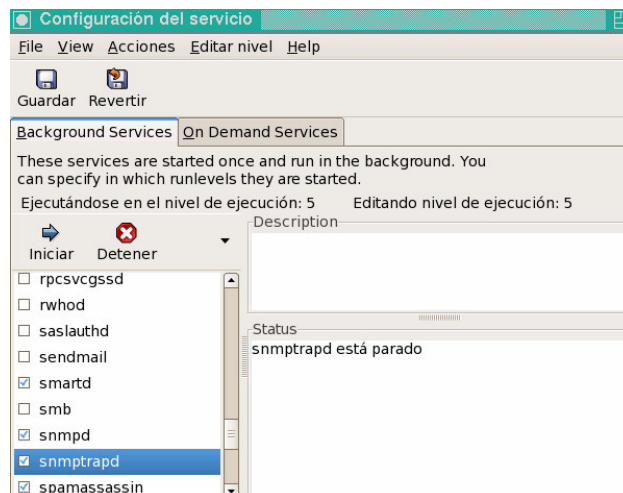 Configuración del servicio
File View Acciones Editar nivel Help
Guardar Revertir
Background Services On Demand Services
These services are started once and run in the background. You
can specify in which runlevels they are started.
Ejecutándose en el nivel de ejecución: 5 Editando nivel de ejecución: 5
Iniciar Detener
Description
rpcsvcgssd
rwhod
saslauthd
sendmail
smartd
smb
snmpd
snmptrapd
spamassassin
Status
snmptrapd está parado